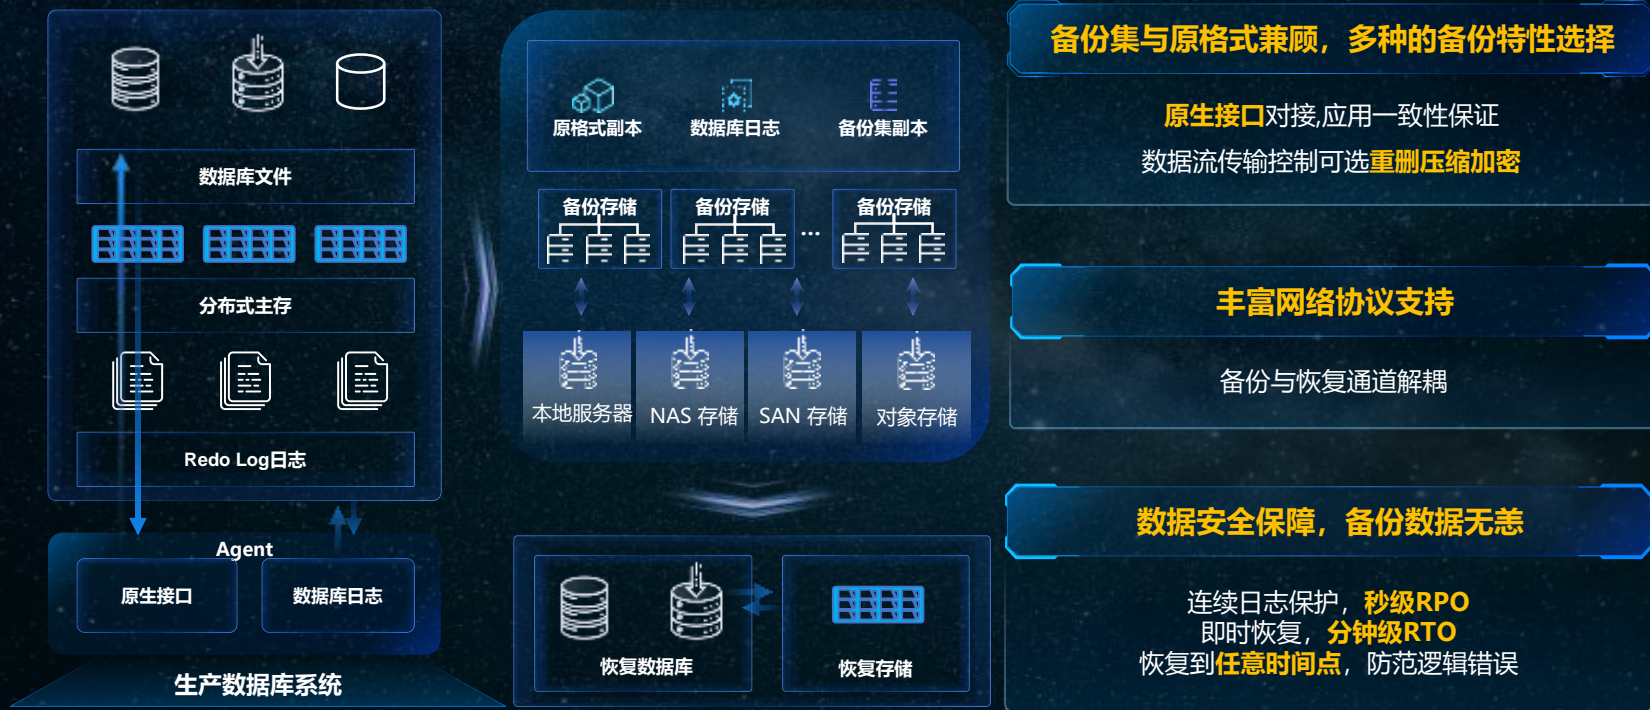 数据库文件
分布式主存
Redo Log日志
Agent
原生接口
数据库日志
生产数据库系统
原格式副本
数据库日志
备份集副本
备份存储
备份存储
...
备份存储
本地服务器
NAS 存储
SAN 存储
对象存储
恢复数据库
恢复存储
备份集与原格式兼顾，多种的备份特性选择
原生接口对接,应用一致性保证
数据流传输控制可选重删压缩加密
丰富网络协议支持
备份与恢复通道解耦
数据安全保障，备份数据无恙
连续日志保护，秒级RPO
即时恢复，分钟级RTO
恢复到任意时间点，防范逻辑错误